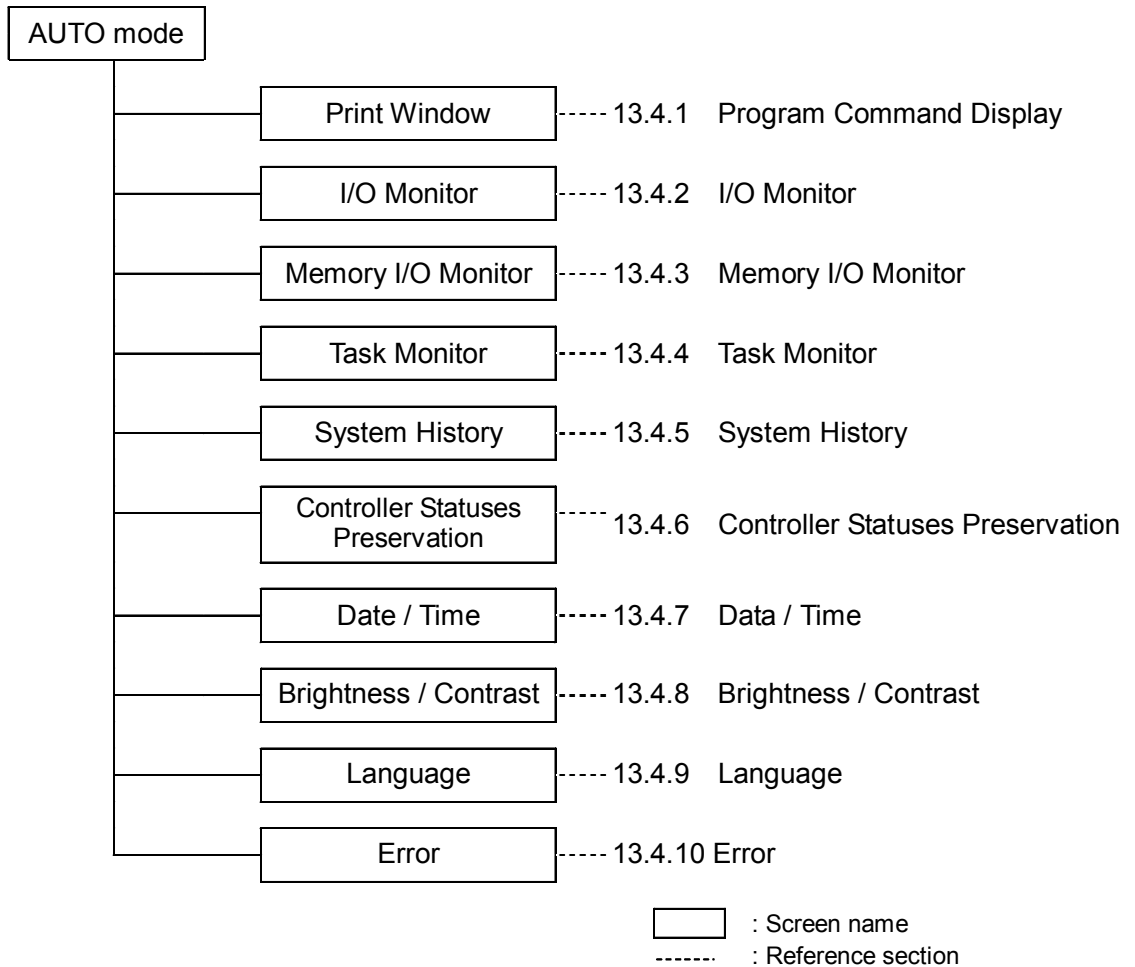 AUTO mode
Print Window 13.4.1 Program Command Display
I/O Monitor 13.4.2 I/O Monitor
Memory I/O Monitor 13.4.3 Memory I/O Monitor
Task Monitor 13.4.4 Task Monitor
System History 13.4.5 System History
Controller Statuses
Preservation
13.4.6 Controller Statuses Preservation
Date / Time 13.4.7 Data / Time
Brightness / Contrast 13.4.8 Brightness / Contrast
Language 13.4.9 Language
Error 13.4.10 Error
: Screen name
: Reference section